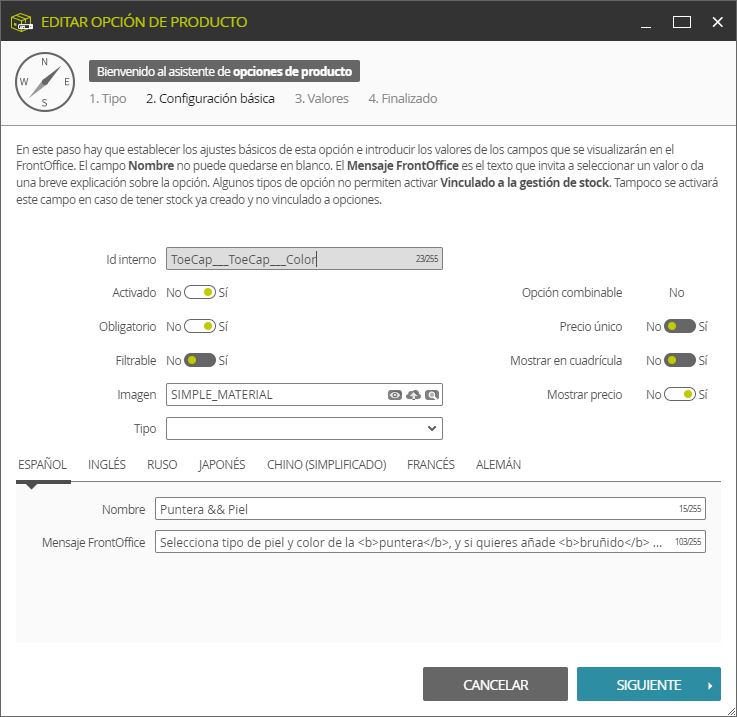 EDITAR OPCIÓN DE PRODUCTO
N
W E
S
Bienvenido al asistente de opciones de producto
1. Tipo 2. Configuración básica 3. Valores 4. Finalizado
En este paso hay que establecer los ajustes básicos de esta opción e introducir los valores de los campos que se visualizarán en el
FrontOffice. El campo Nombre no puede quedarse en blanco. El Mensaje FrontOffice es el texto que invita a seleccionar un valor o da
una breve explicación sobre la opción. Algunos tipos de opción no permiten activar Vinculado a la gestión de stock. Tampoco se activará
este campo en caso de tener stock ya creado y no vinculado a opciones.
Id interno ToeCap___ToeCap___Color 23/255
Activado No Sí Opción combinable No
Obligatorio No Sí Precio único No Sí
Filtrable No Sí Mostrar en cuadrícula No Sí
Imagen SIMPLE_MATERIAL Mostrar precio No Sí
Tipo
ESPAÑOL INGLÉS RUSO JAPONÉS CHINO (SIMPLIFICADO) FRANCÉS ALEMÁN
Nombre Puntera && Piel 15/255
Mensaje FrontOffice Selecciona tipo de piel y color de la <b>puntera</b>, y si quieres añade <b>bruñido</b> ... 103/255
CANCELAR SIGUIENTE